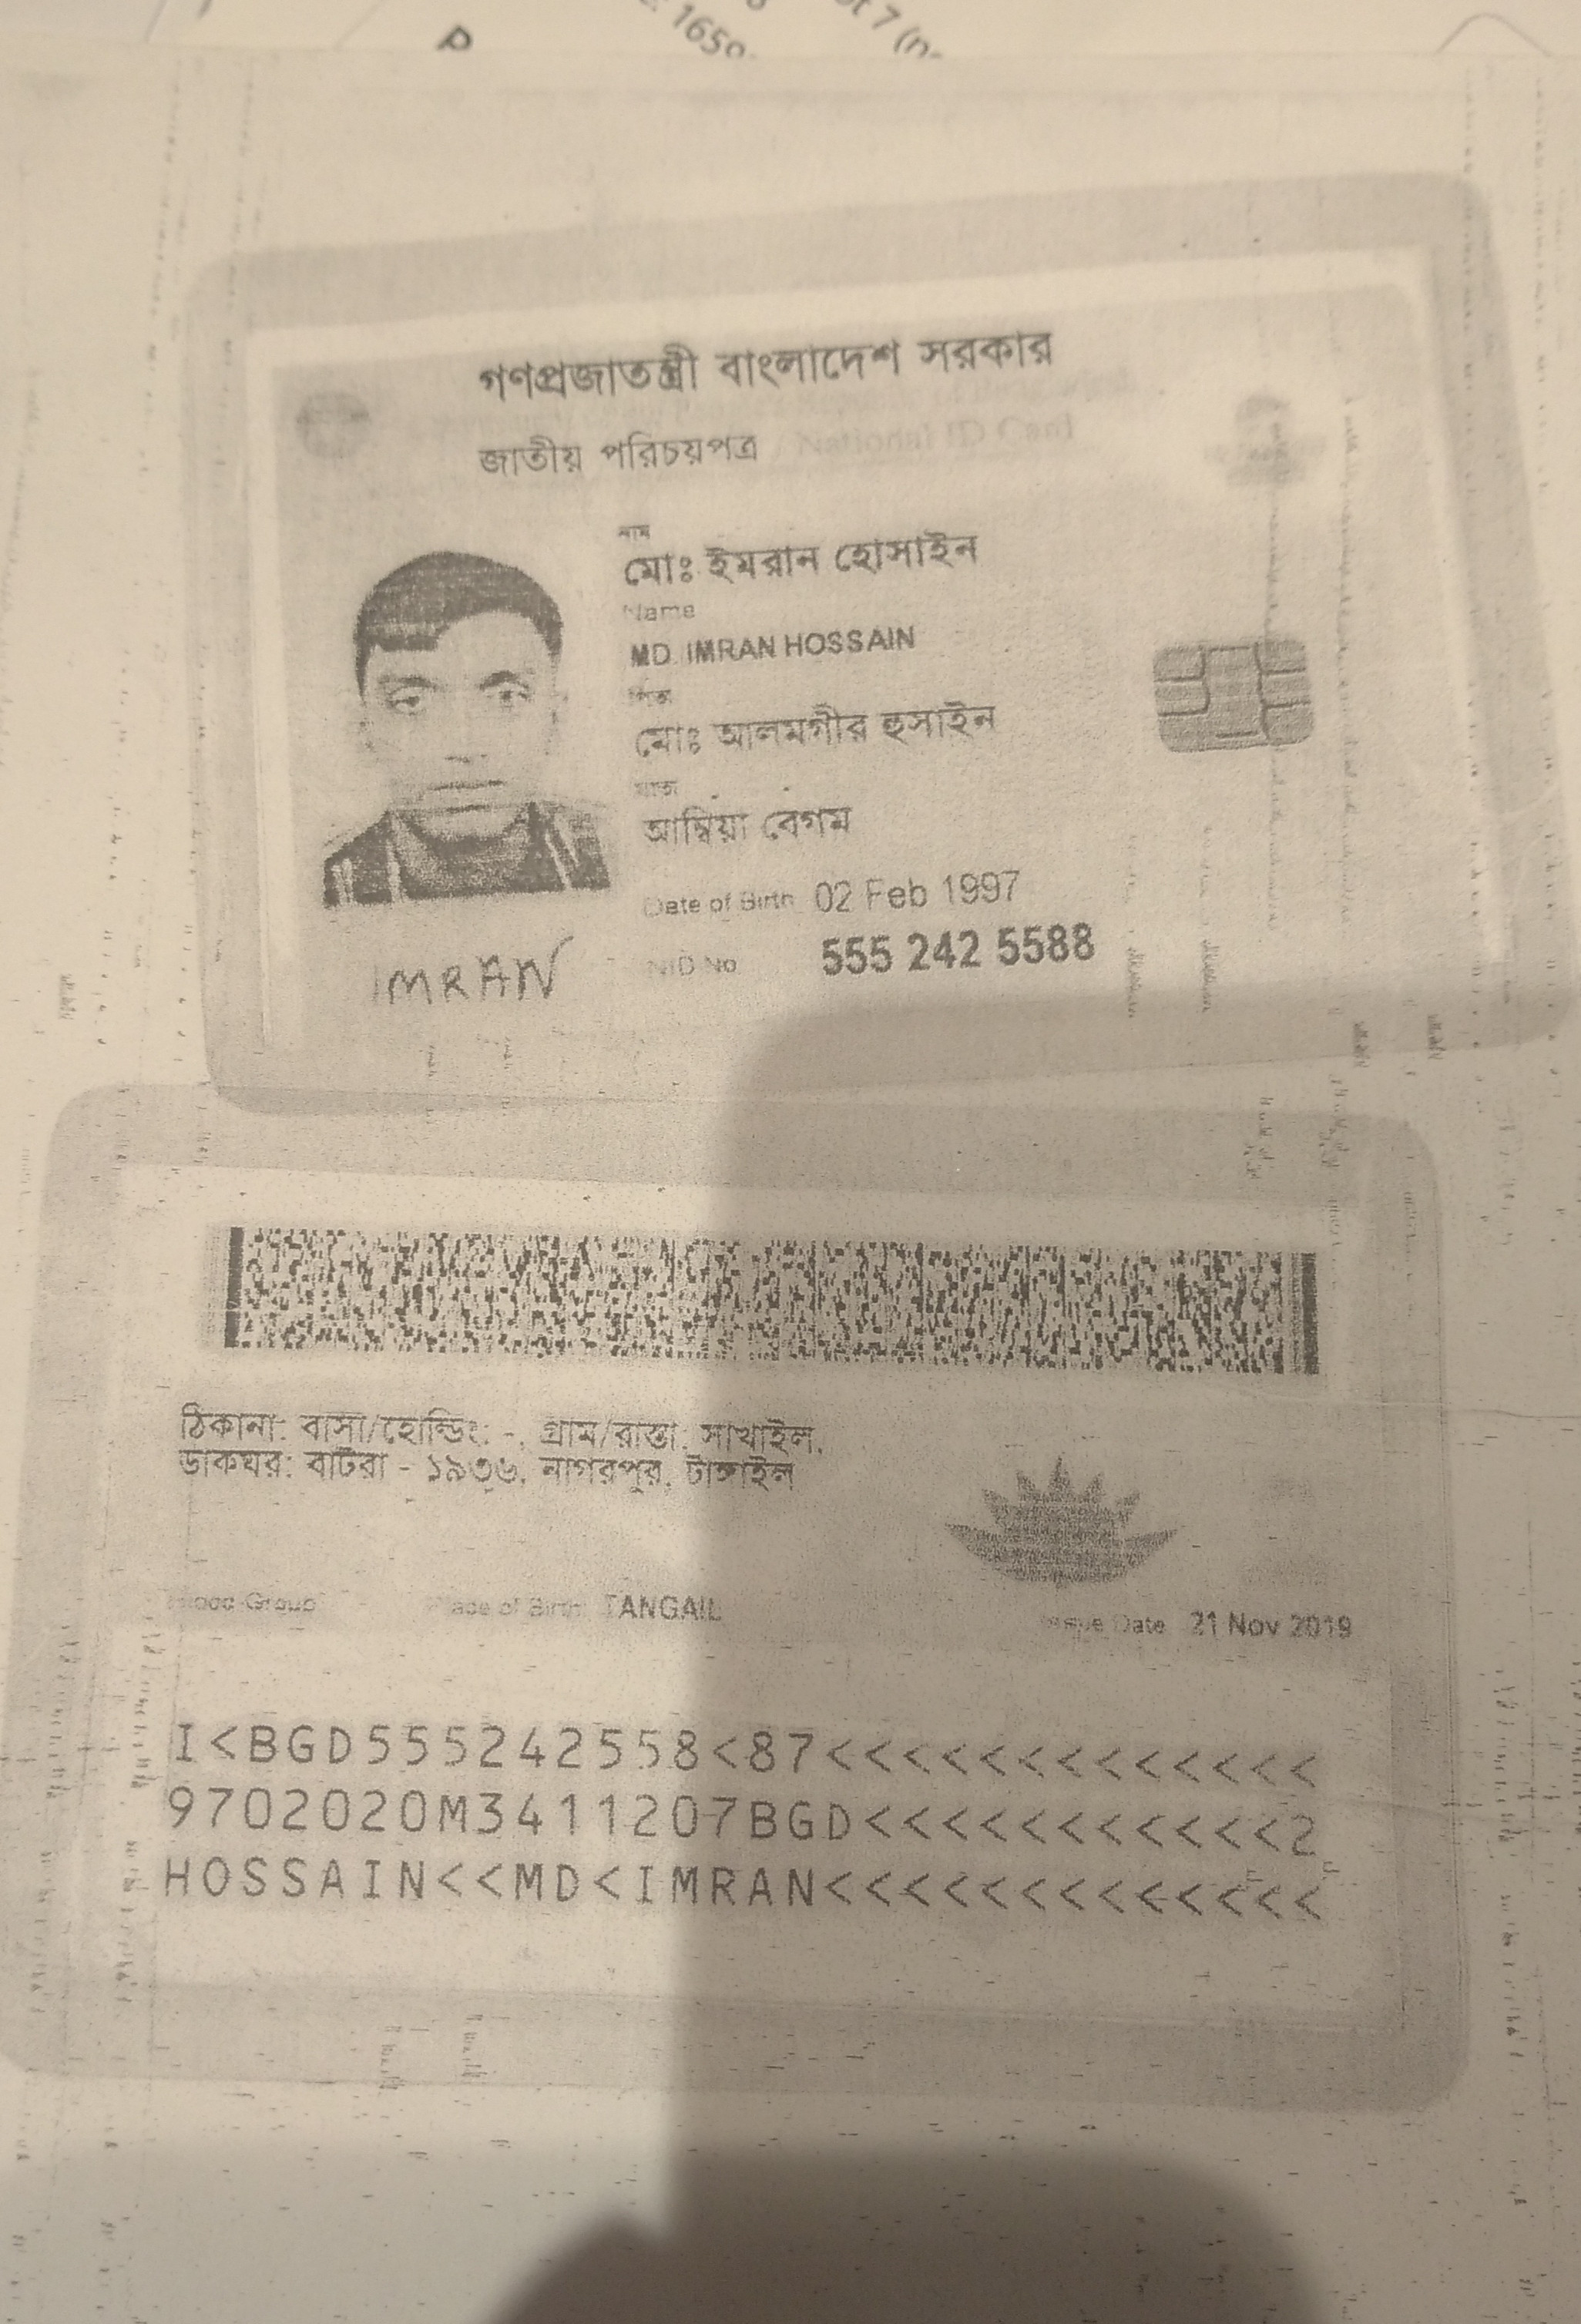 P
1650
গণপ্রজাতন্ত্রী বাংলাদেশ সরকার
জাতীয় পরিচয়পত্র / National ID Card
নাম
মোঃ ইমরান হোসাইন
Name
MD. IMRAN HOSSAIN
পিতা
মোঃ আলমগীর হুসাইন
মাতা
আম্বিয়া বেগম
Date of Birth 02 Feb 1997
NID No 555 242 5588
IMRAN
ঠিকানা: বাসা/হোল্ডিং: -, গ্রাম/রাস্তা: সাখাইল,
ডাকঘর: বাটরা - ১৯৩৬, নাগরপুর, টাঙ্গাইল
Blood Group Place of Birth: TANGAIL Issue Date 21 Nov 2019
I<BGD555242558<87<<<<<<<<<<<<<
9702020M3411207BGD<<<<<<<<<<<2
HOSSAIN<<MD<IMRAN<<<<<<<<<<<<<